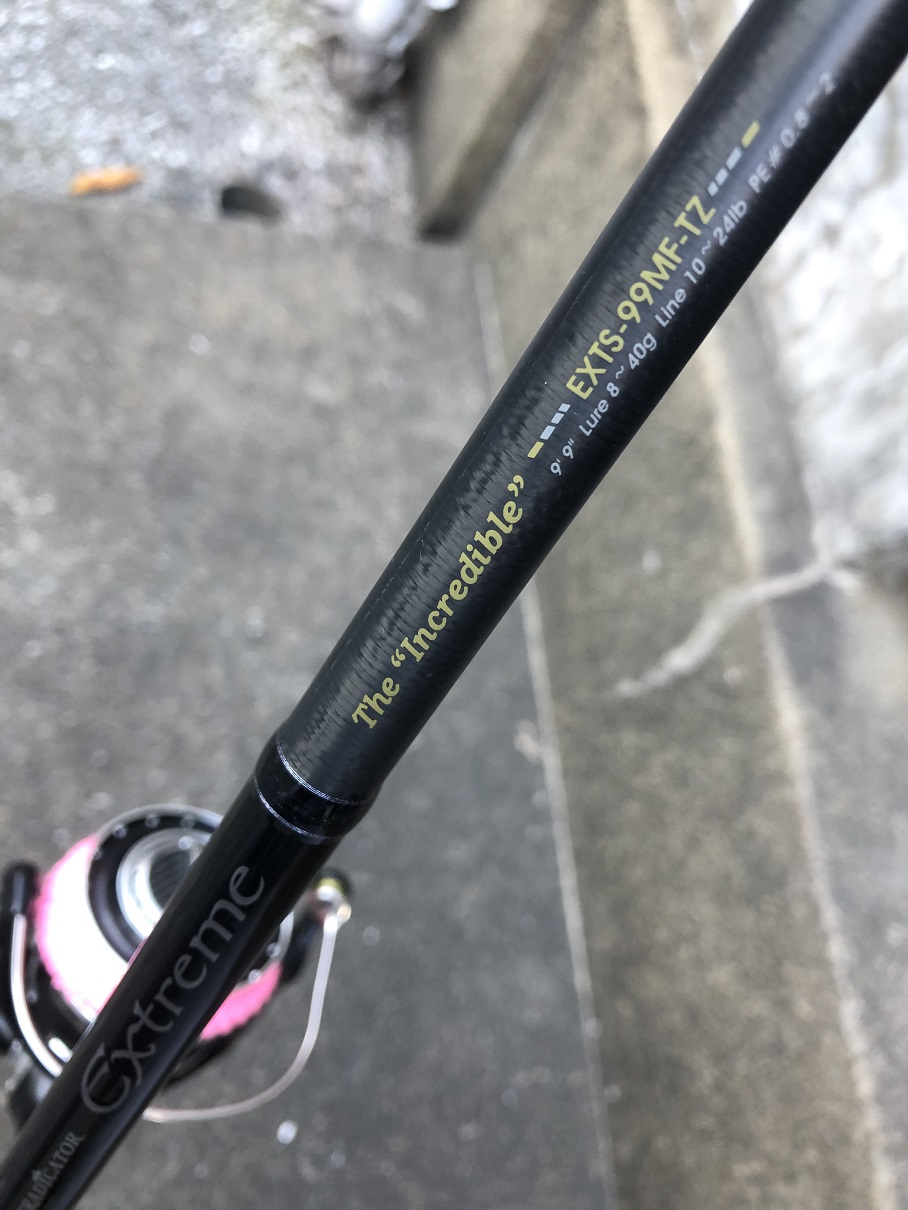 The “Incredible” EXTS-99MF-TZ
9' 9" Lure 8~40g Line 10~24lb PE#0.8~2
Extreme